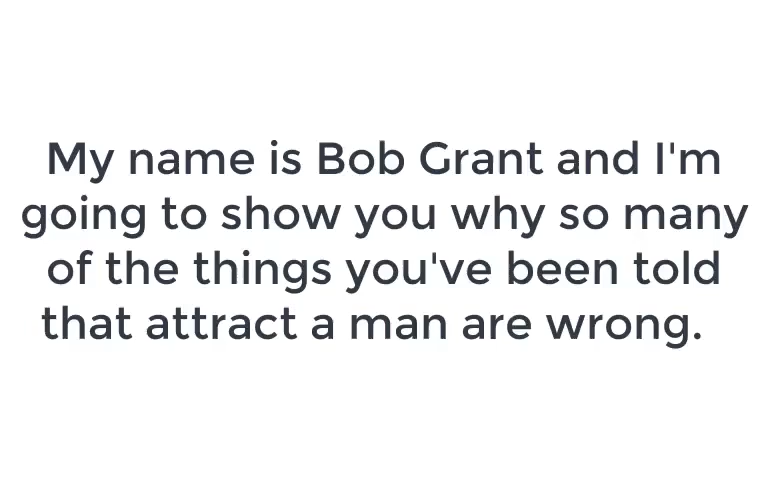 My name is Bob Grant and I'm
going to show you why so many
of the things you've been told
that attract a man are wrong.